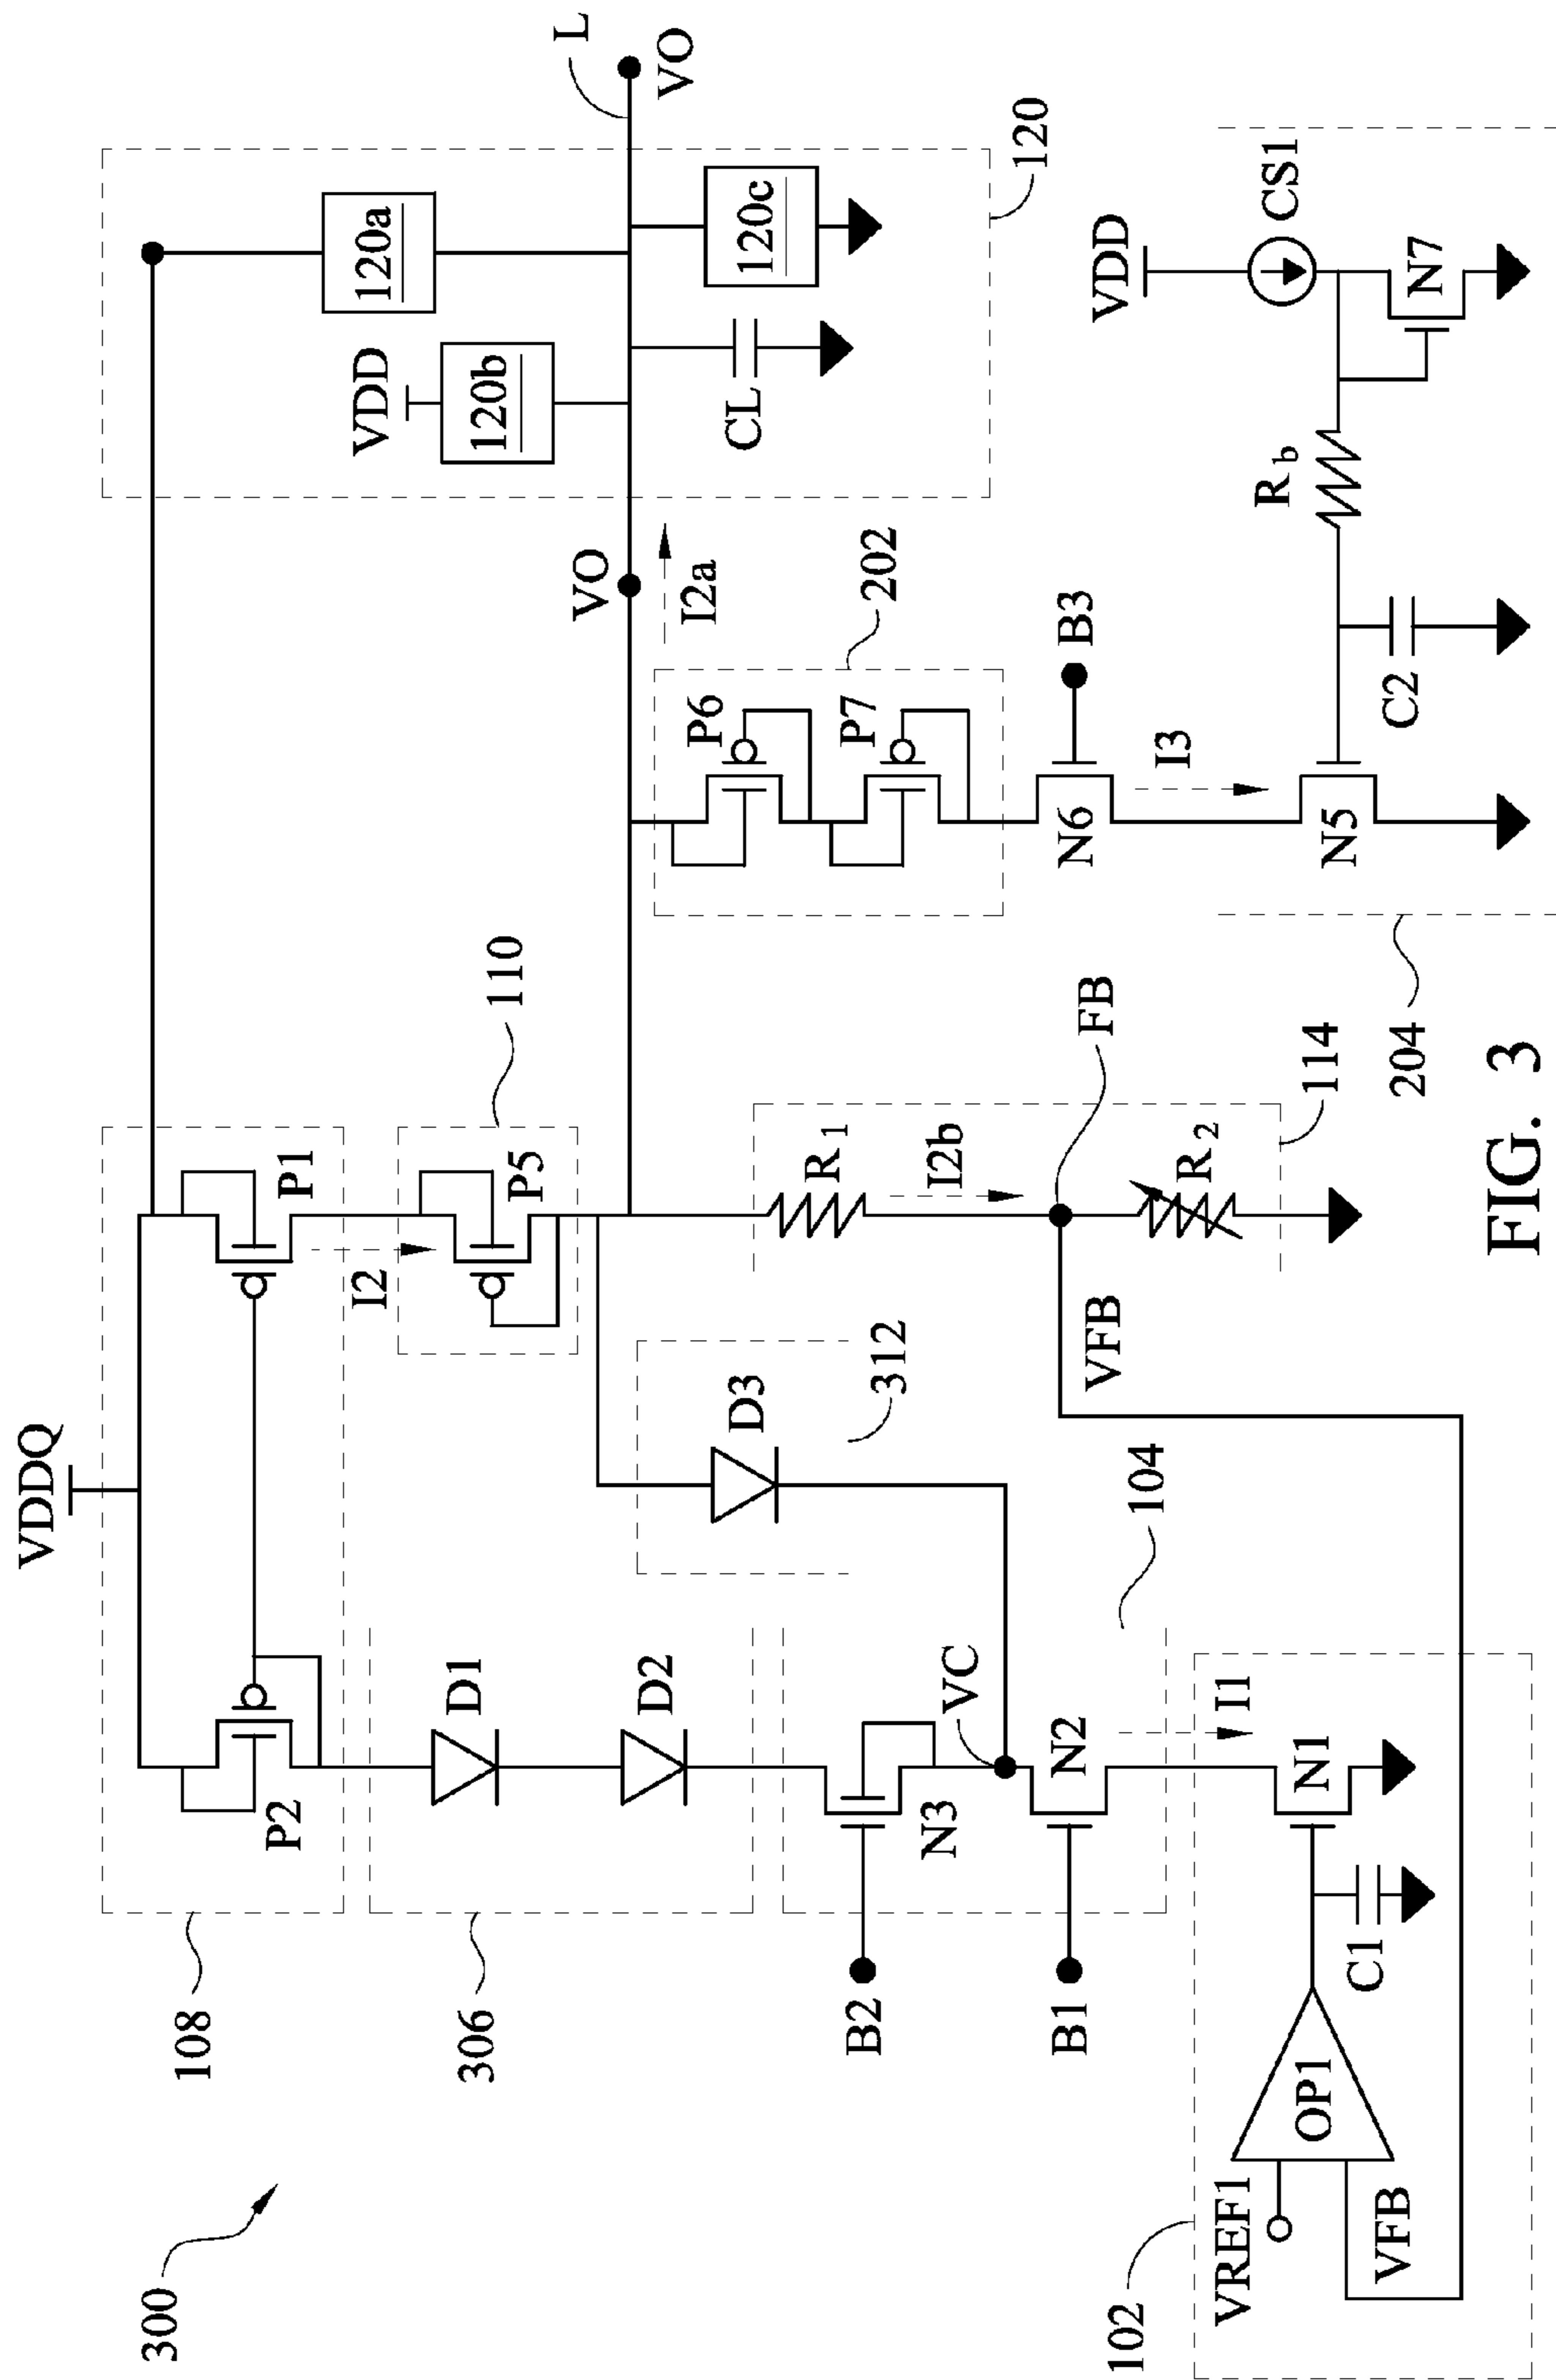 300
VDDQ
108
P2
P1
I2
110
P5
306
D1
D2
312
D3
VO
L
VO
I2a
120
120a
VDD
120b
CL
120c
202
P6
P7
B2
N3
VC
B1
N2
104
I1
N1
102
VREF1
VFB
OP1
C1
R1
I2b
FB
VFB
R2
114
N6
B3
I3
N5
204
C2
Rb
VDD
CS1
N7
FIG. 3